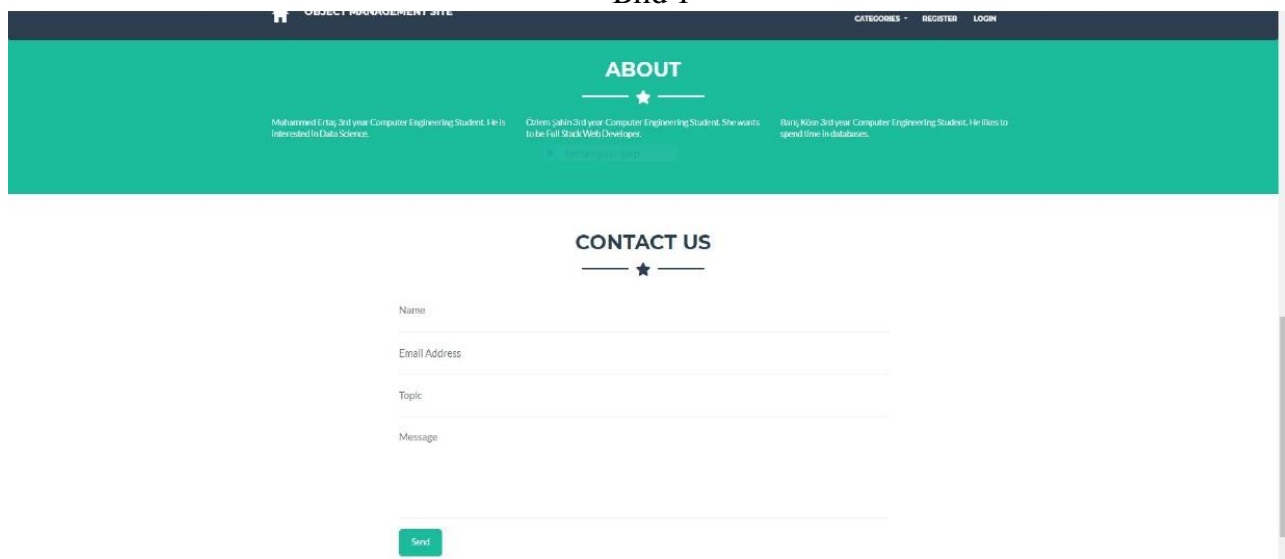 Bild 1
OBJECT MANAGEMENT SITE
CATEGORIES REGISTER LOGIN
ABOUT
Muhammed Ertaş 3rd year Computer Engineering Student. He is
interested in Data Science.
Özlem Şahin 3rd year Computer Engineering Student. She wants
to be Full Stack Web Developer.
Barış Köse 3rd year Computer Engineering Student. He likes to
spend time in databases.
CONTACT US
Name
Email Address
Topic
Message
Send